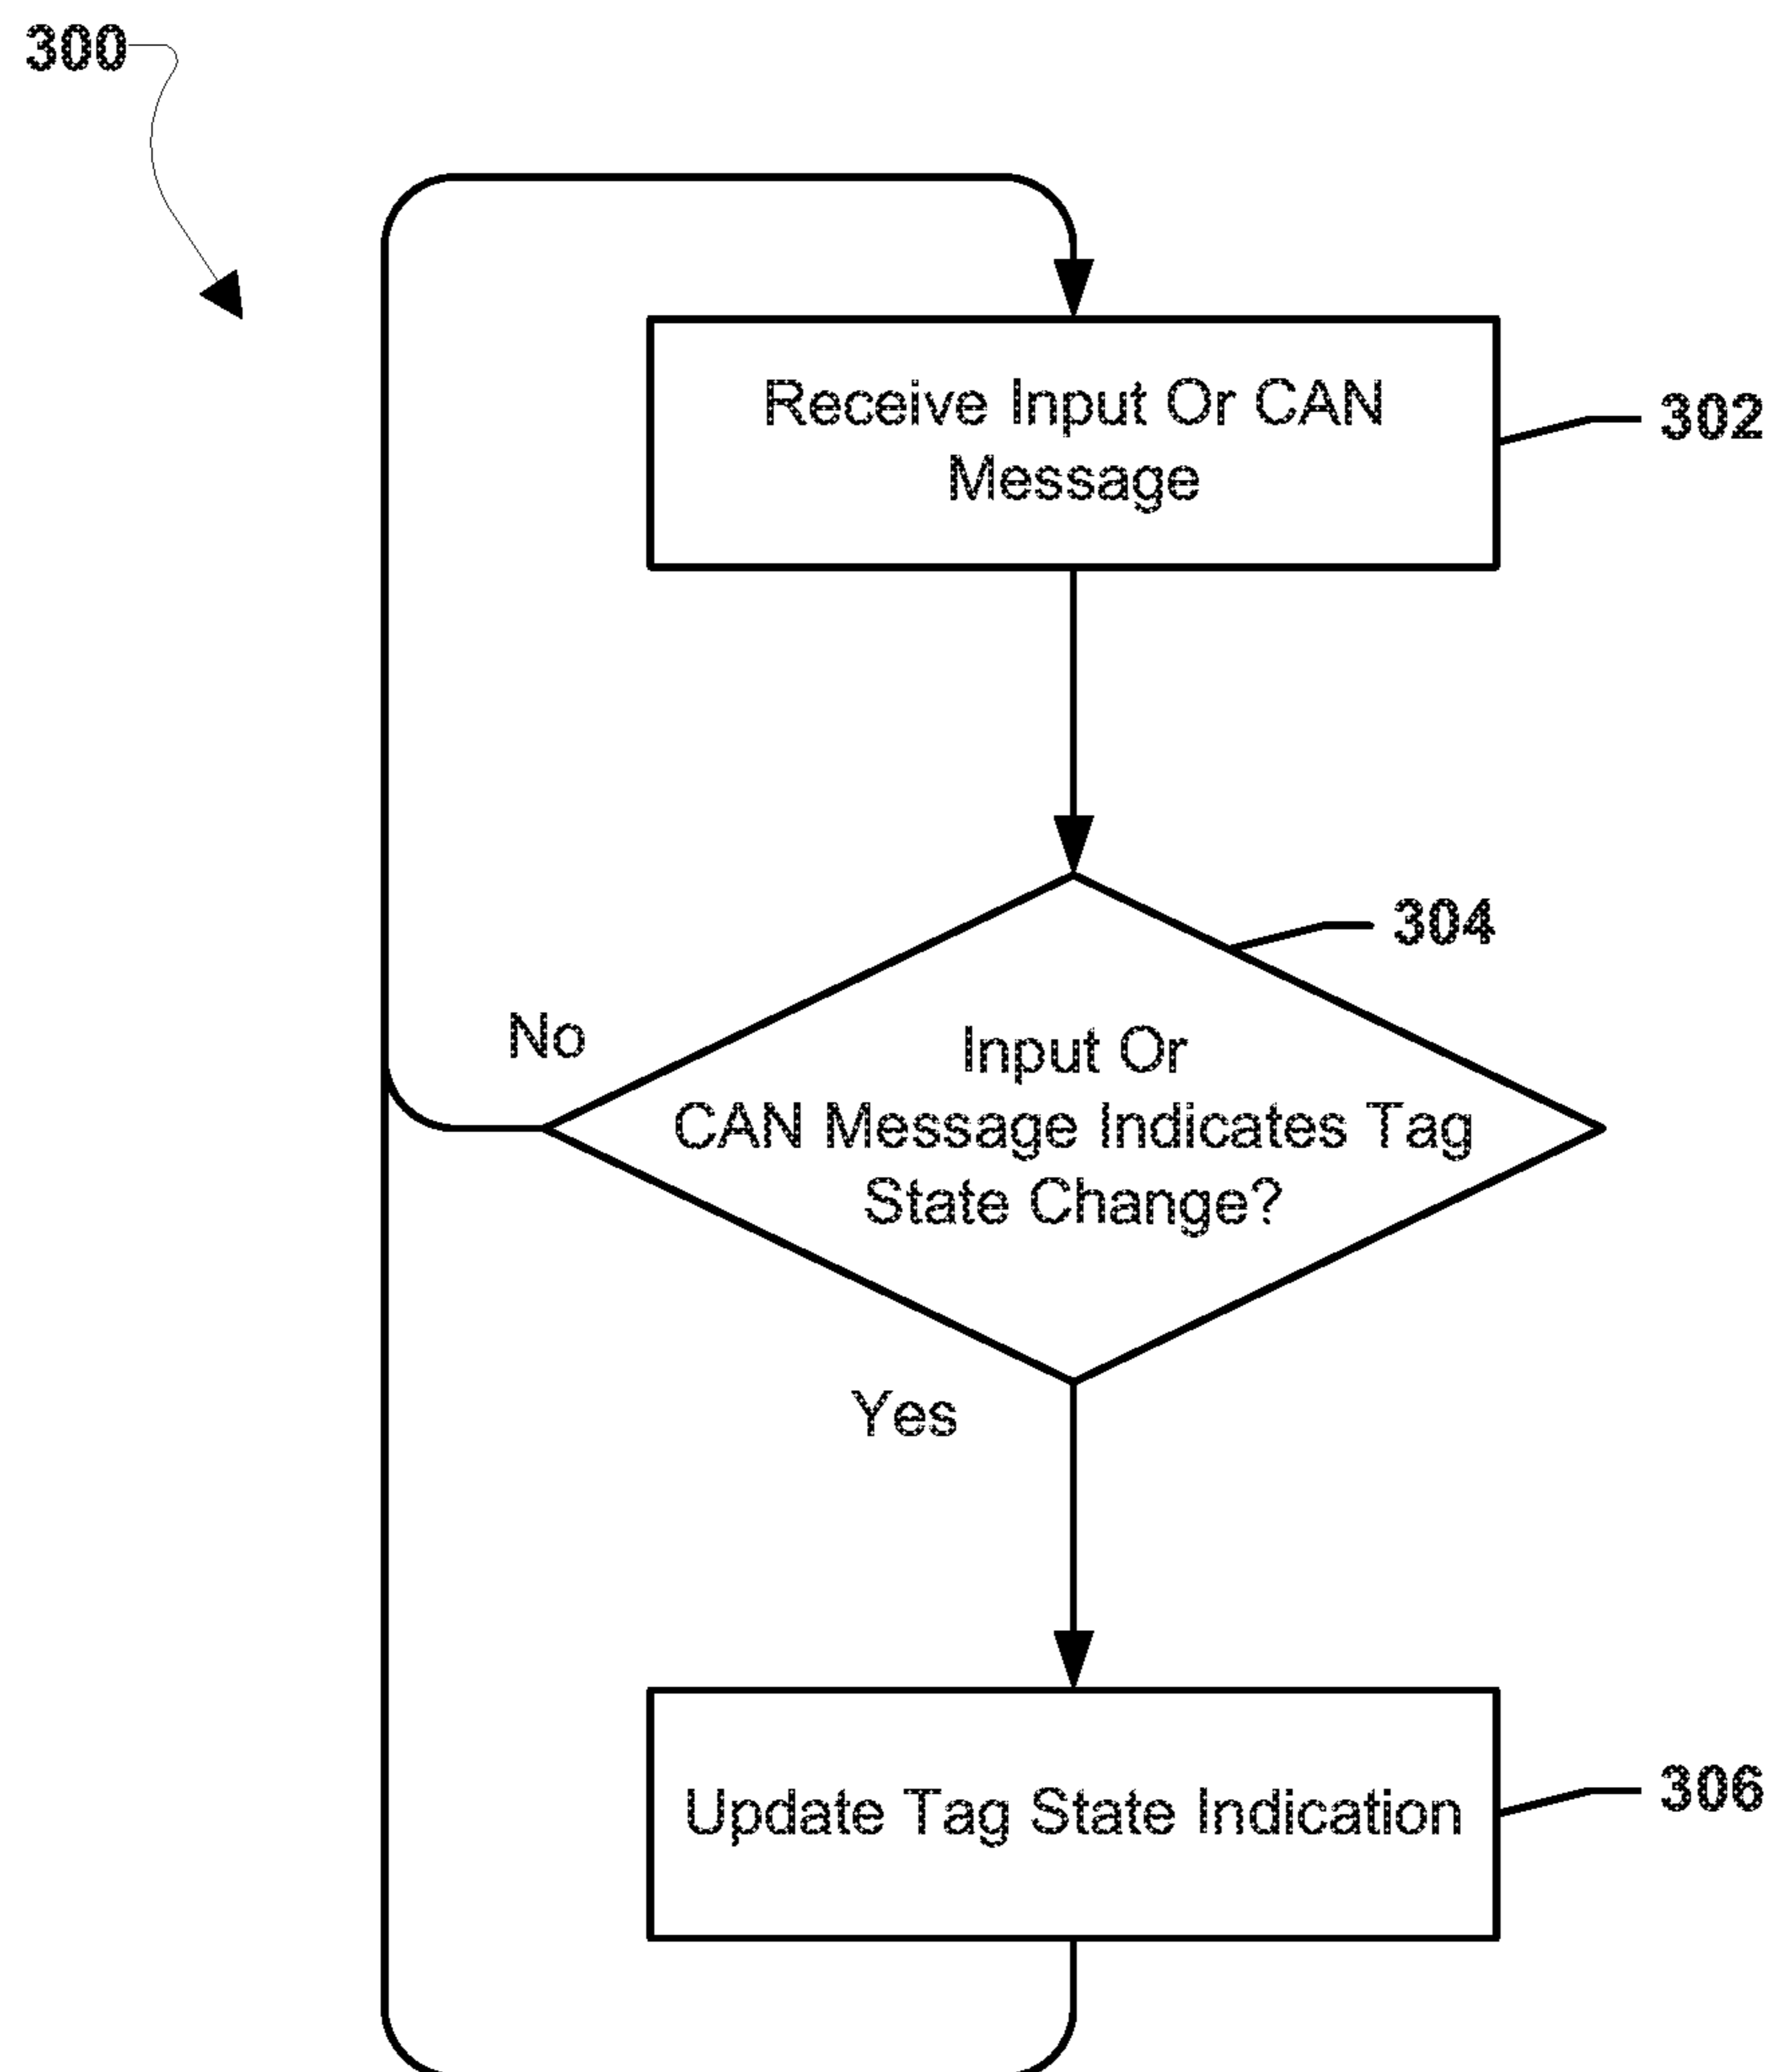 300
Receive Input Or CAN
Message
302
304
No
Input Or
CAN Message Indicates Tag
State Change?
Yes
Update Tag State Indication
306